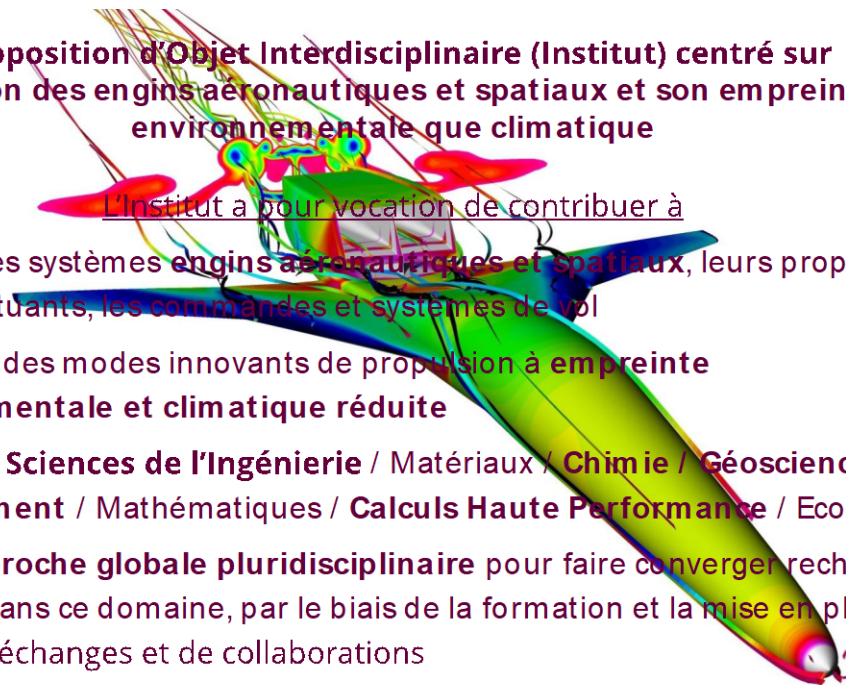 oposition d'Objet Interdisciplinaire (Institut) centré sur
on des engins aéronautiques et spatiaux et son emprein
environnementale que climatique
L'Institut a pour vocation de contribuer à
es systèmes engins aéronautiques et spatiaux, leurs prop
tuants, les commandes et systèmes de vol
des modes innovants de propulsion à empreinte
mentale et climatique réduite
Sciences de l'Ingénierie / Matériaux / Chimie / Géoscienc
ment / Mathématiques / Calculs Haute Performance / Eco
roche globale pluridisciplinaire pour faire converger rech
ans ce domaine, par le biais de la formation et la mise en pl
échanges et de collaborations